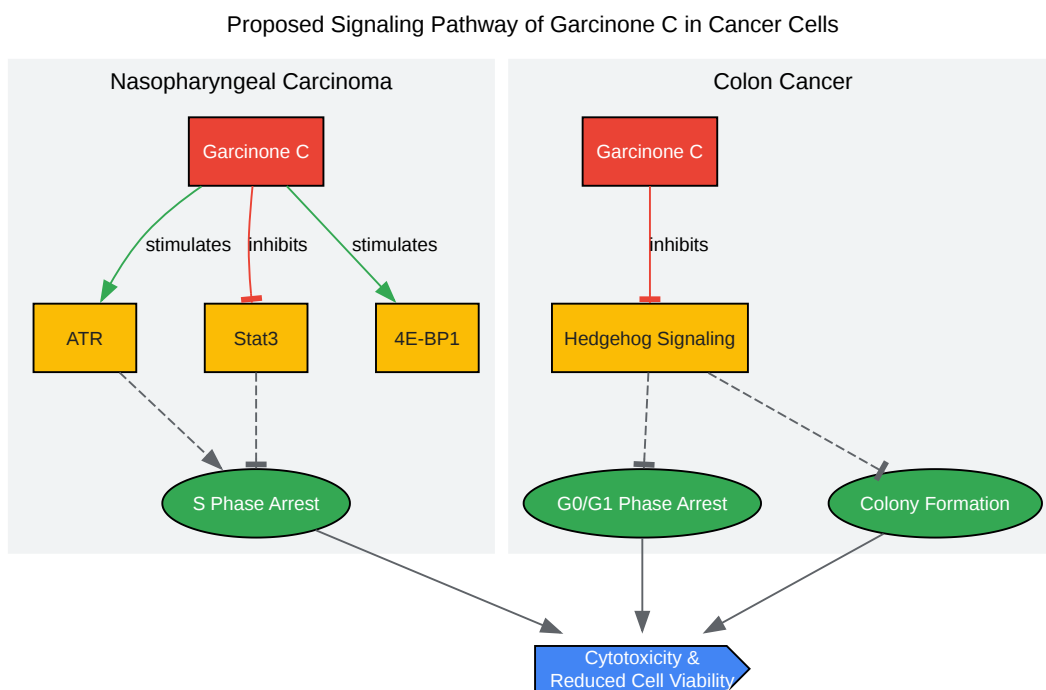 Proposed Signaling Pathway of Garcinone C in Cancer Cells
Nasopharyngeal Carcinoma
Colon Cancer
Garcinone C
Garcinone C
stimulates
inhibits
stimulates
inhibits
ATR
Stat3
4E-BP1
Hedgehog Signaling
S Phase Arrest
G0/G1 Phase Arrest
Colony Formation
Cytotoxicity &
Reduced Cell Viability